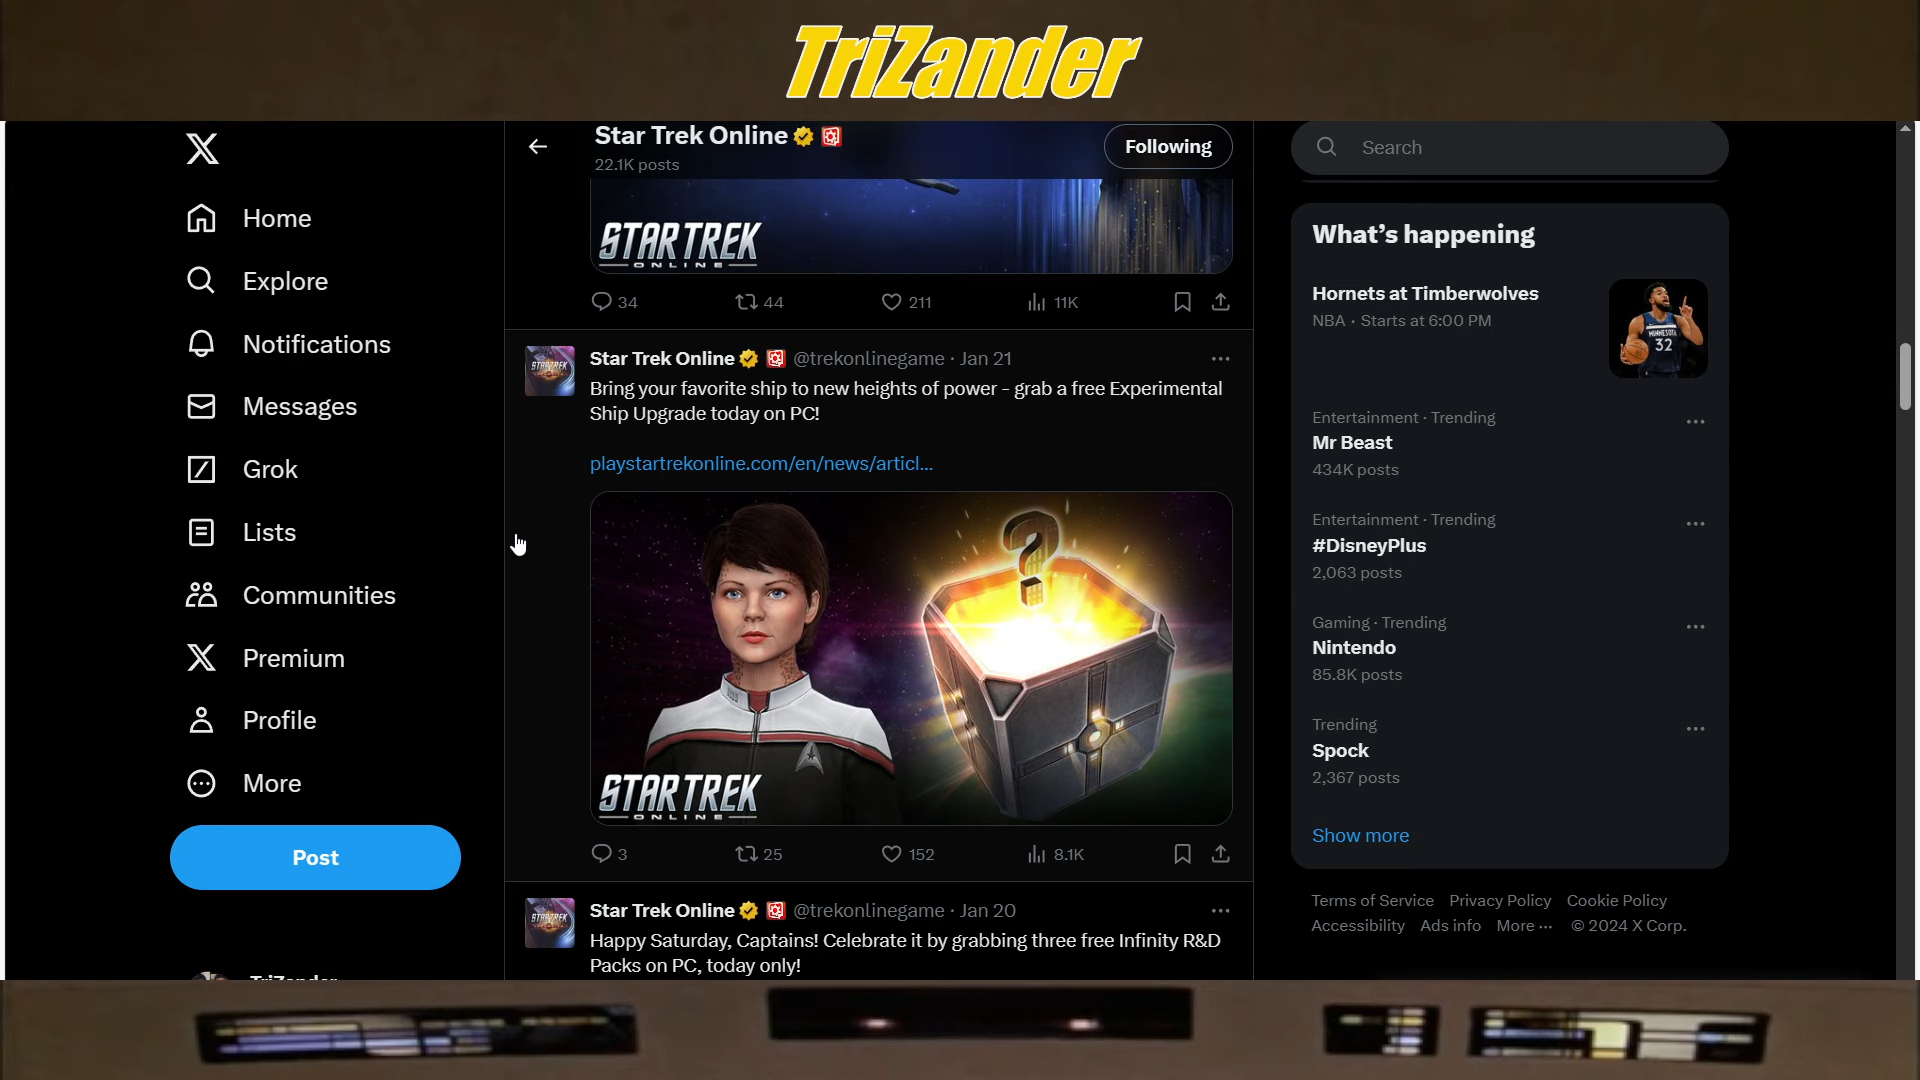 TriZander
Star Trek Online
22.1K posts
Following
Search
Home
Explore
Notifications
Messages
Grok
Lists
Communities
Premium
Profile
More
Post
TriZander
STAR TREK
ONLINE
34
44
211
11K
Star Trek Online @trekonlinegame · Jan 21
Bring your favorite ship to new heights of power - grab a free Experimental
Ship Upgrade today on PC!
playstartrekonline.com/en/news/articl...
STAR TREK
ONLINE
3
25
152
8.1K
Star Trek Online @trekonlinegame · Jan 20
Happy Saturday, Captains! Celebrate it by grabbing three free Infinity R&D
Packs on PC, today only!
What's happening
Hornets at Timberwolves
NBA · Starts at 6:00 PM
MINNESOTA
32
Entertainment · Trending
Mr Beast
434K posts
Entertainment · Trending
#DisneyPlus
2,063 posts
Gaming · Trending
Nintendo
85.8K posts
Trending
Spock
2,367 posts
Show more
Terms of Service Privacy Policy Cookie Policy
Accessibility Ads info More ··· © 2024 X Corp.